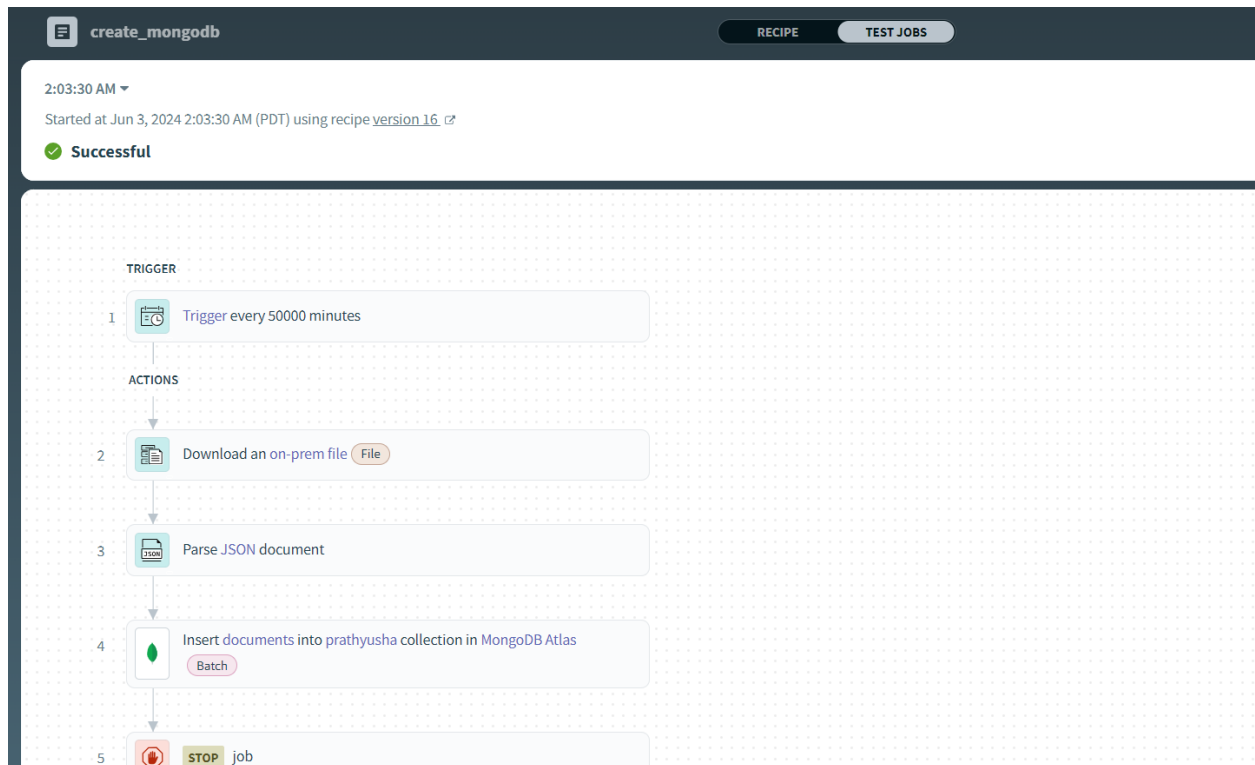 create_mongodb
RECIPE
TEST JOBS
2:03:30 AM
Started at Jun 3, 2024 2:03:30 AM (PDT) using recipe version 16
Successful
TRIGGER
1
Trigger every 50000 minutes
ACTIONS
2
Download an on-prem file File
3
JSON
Parse JSON document
4
Insert documents into prathyusha collection in MongoDB Atlas
Batch
5
STOP job